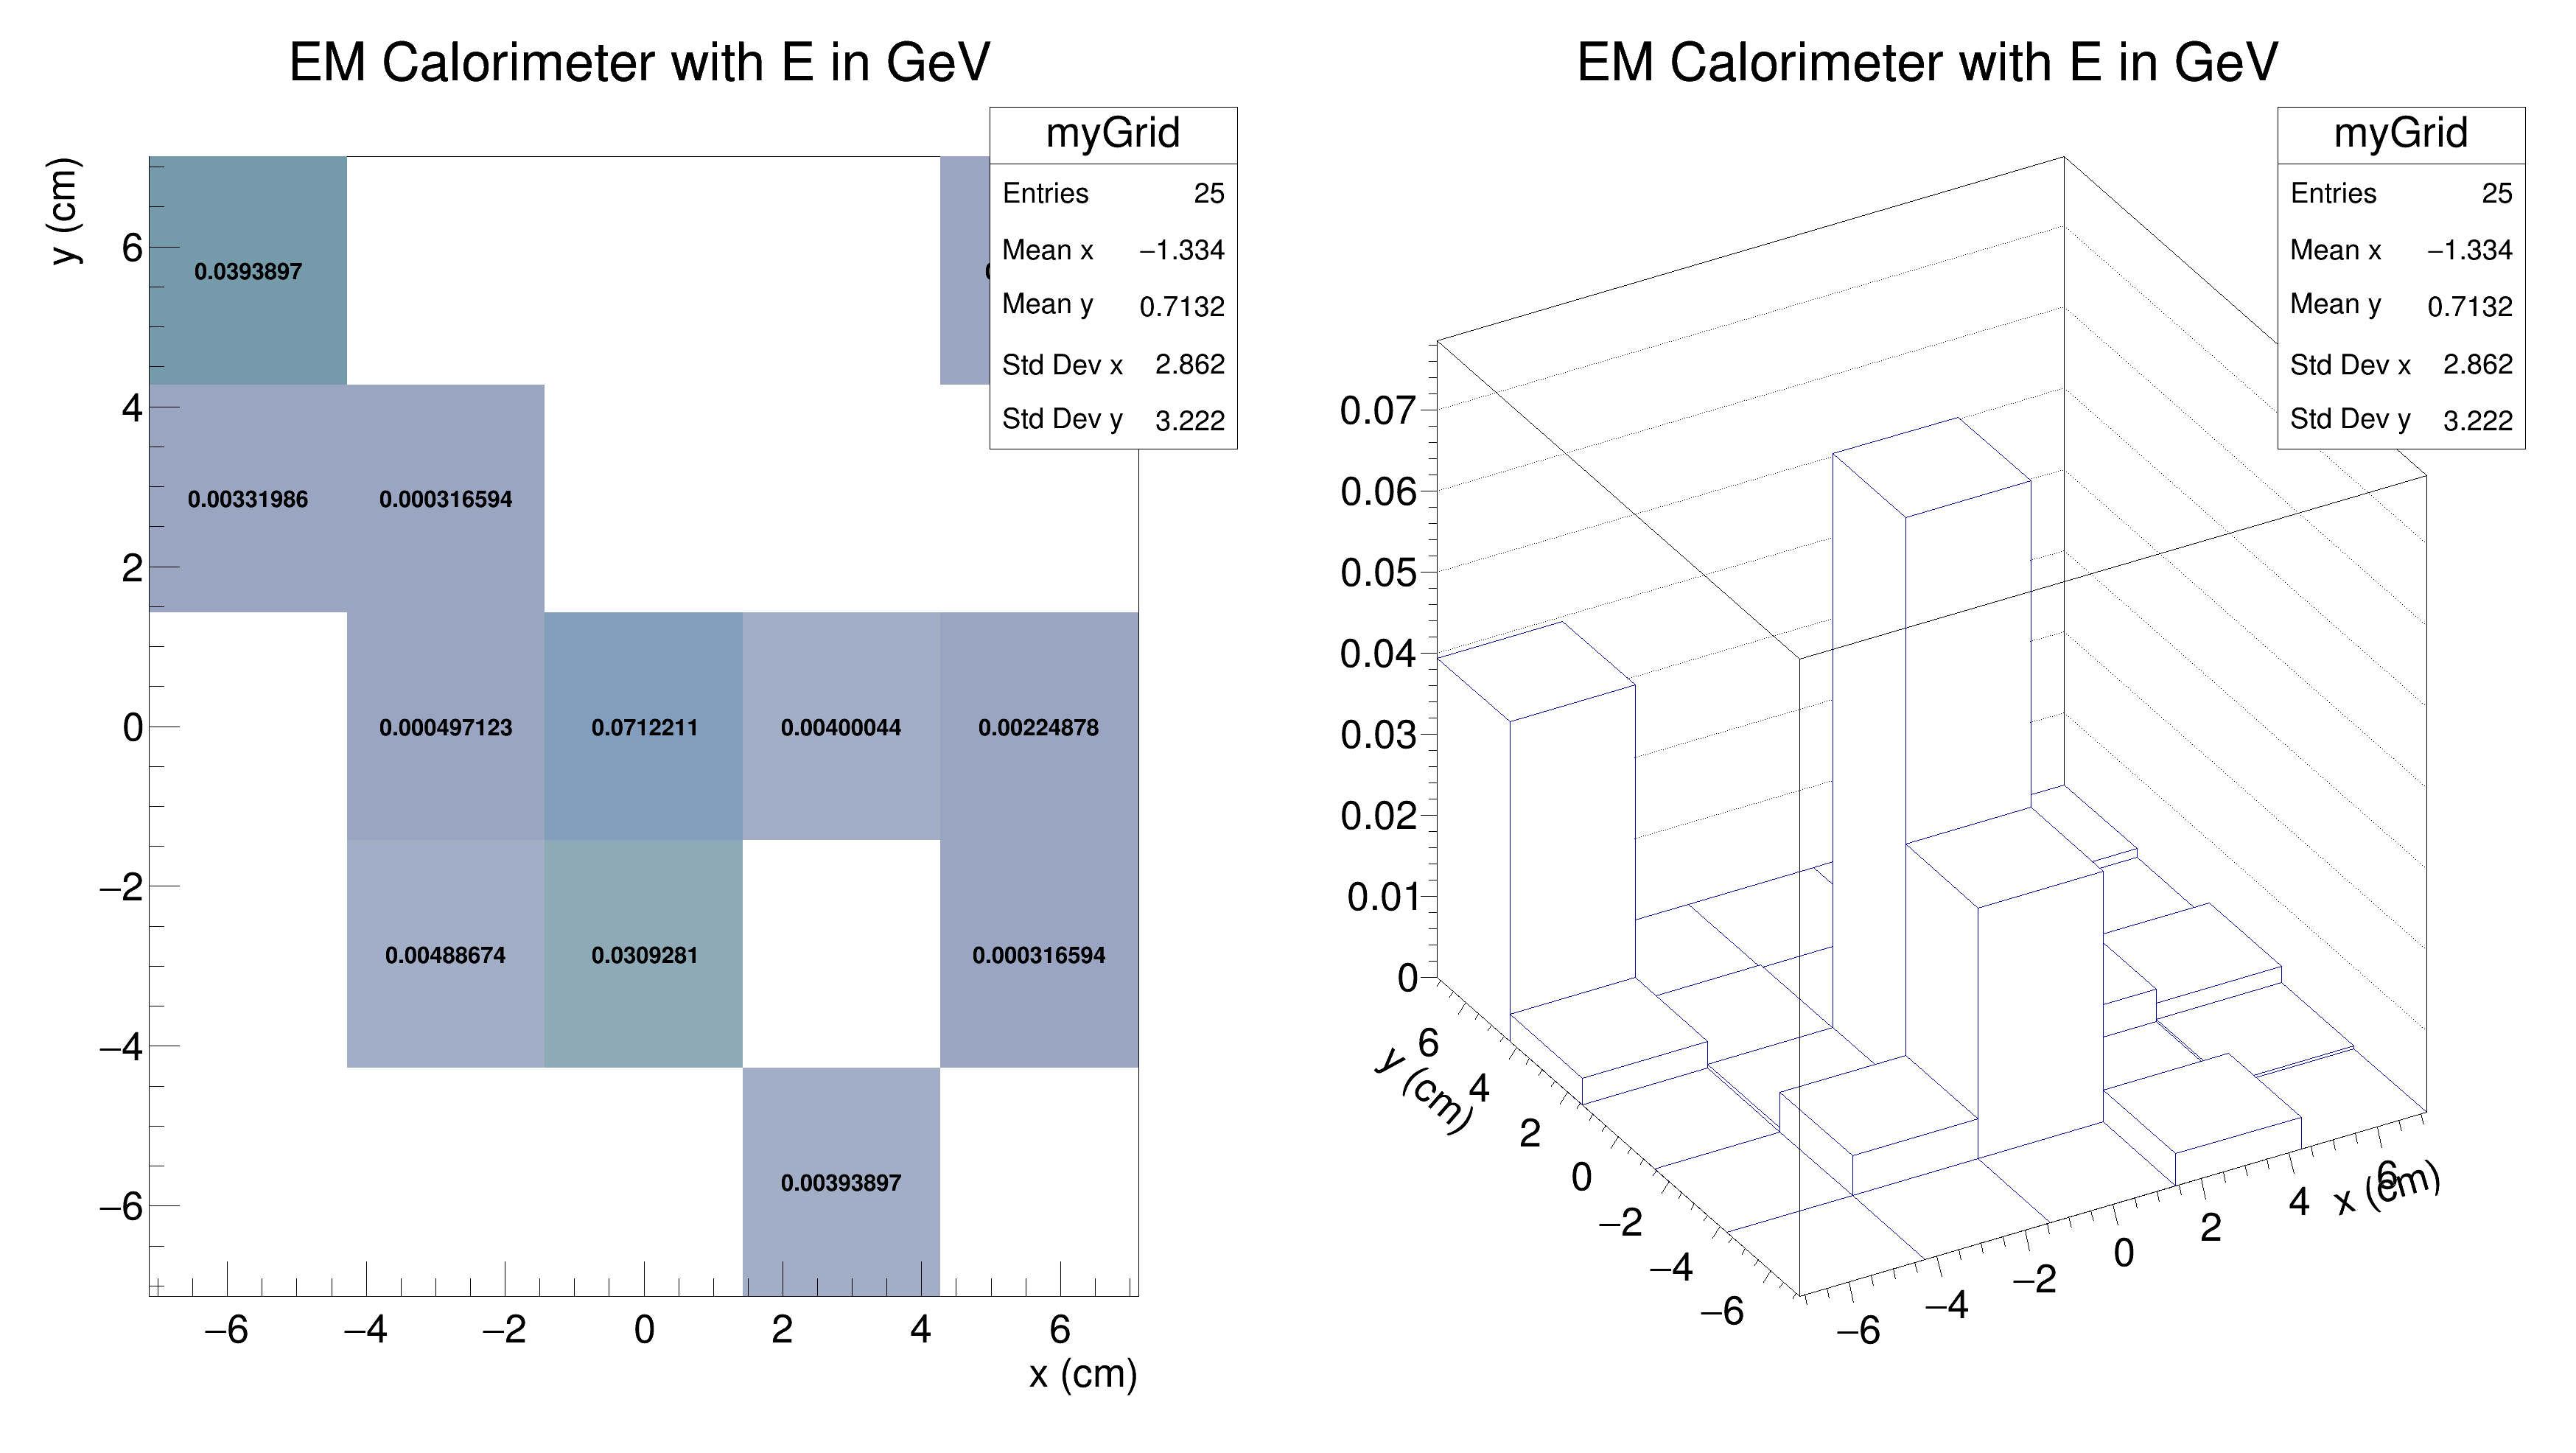 EM Calorimeter with E in GeV
myGrid
Entries 25
Mean x −1.334
Mean y 0.7132
Std Dev x 2.862
Std Dev y 3.222
y (cm)
6
4
2
0
−2
−4
−6
0.0393897
0.00331986 0.000316594
0.000497123 0.0712211 0.00400044 0.00224878
0.00488674 0.0309281 0.000316594
0.00393897
−6 −4 −2 0 2 4 6
x (cm)
EM Calorimeter with E in GeV
myGrid
Entries 25
Mean x −1.334
Mean y 0.7132
Std Dev x 2.862
Std Dev y 3.222
0.07
0.06
0.05
0.04
0.03
0.02
0.01
0
6
4
2
0
−2
−4
−6
y (cm)
−6
−4
−2
0
2
4
6
x (cm)